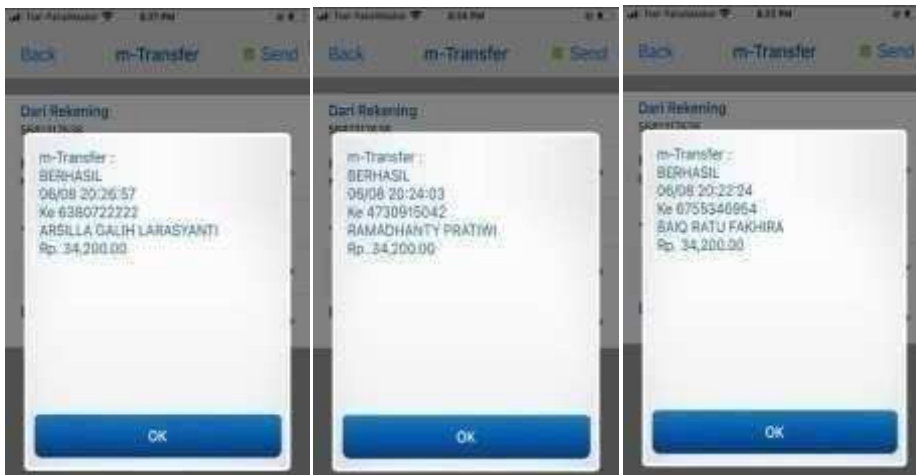 8:27 PM
Back m-Transfer Send
Dari Rekening
m-Transfer :
BERHASIL
06/08 20:26:57
Ke 6380722222
ARSILLA GALIH LARASYANTI
Rp. 34,200.00
OK
Back m-Transfer Send
Dari Rekening
m-Transfer :
BERHASIL
06/08 20:24:03
Ke 4730915042
RAMADHANTY PRATIWI
Rp. 34,200.00
OK
Back m-Transfer Send
Dari Rekening
m-Transfer :
BERHASIL
06/08 20:22:24
Ke 6755346954
BAIQ RATU FAKHIRA
Rp. 34,200.00
OK